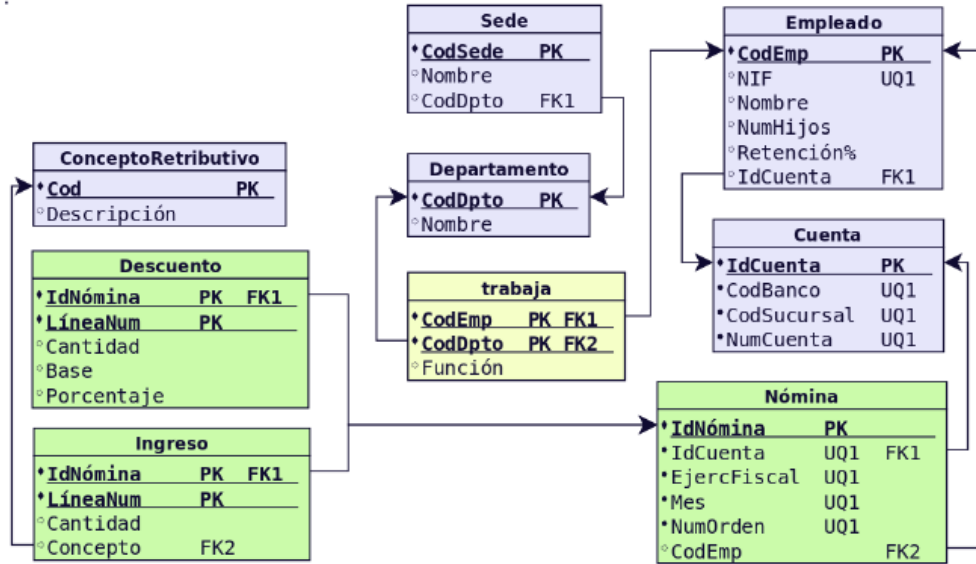 Sede
CodSede PK
Nombre
CodDpto FK1
Empleado
CodEmp PK
NIF UQ1
Nombre
NumHijos
Retención%
IdCuenta FK1
ConceptoRetributivo
Cod PK
Descripción
Departamento
CodDpto PK
Nombre
Cuenta
IdCuenta PK
CodBanco UQ1
CodSucursal UQ1
NumCuenta UQ1
Descuento
IdNómina PK FK1
LíneaNum PK
Cantidad
Base
Porcentaje
trabaja
CodEmp PK FK1
CodDpto PK FK2
Función
Ingreso
IdNómina PK FK1
LíneaNum PK
Cantidad
Concepto FK2
Nómina
IdNómina PK
IdCuenta UQ1 FK1
EjercFiscal UQ1
Mes UQ1
NumOrden UQ1
CodEmp FK2